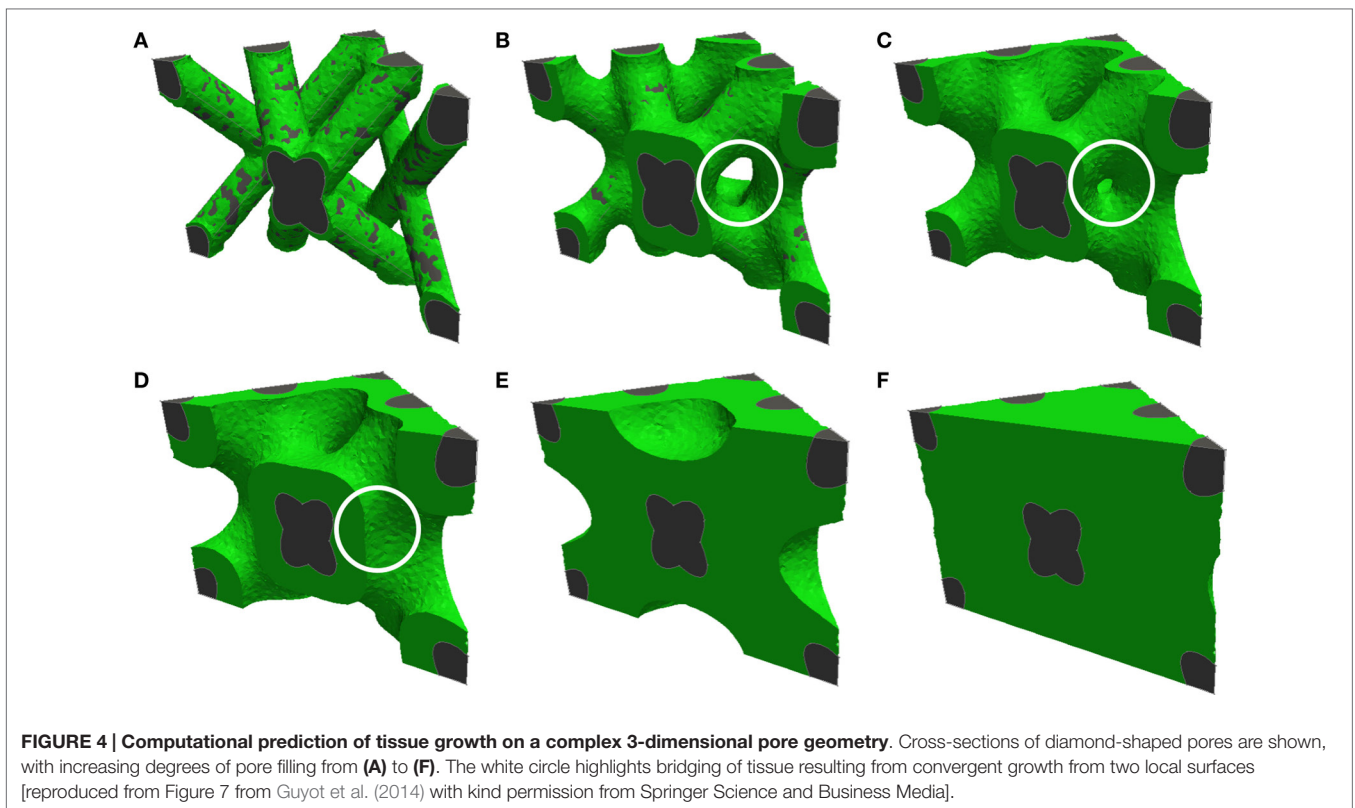 A
B
C
D
E
F
FIGURE 4 | Computational prediction of tissue growth on a complex 3-dimensional pore geometry. Cross-sections of diamond-shaped pores are shown,
with increasing degrees of pore filling from (A) to (F). The white circle highlights bridging of tissue resulting from convergent growth from two local surfaces
[reproduced from Figure 7 from Guyot et al. (2014) with kind permission from Springer Science and Business Media].